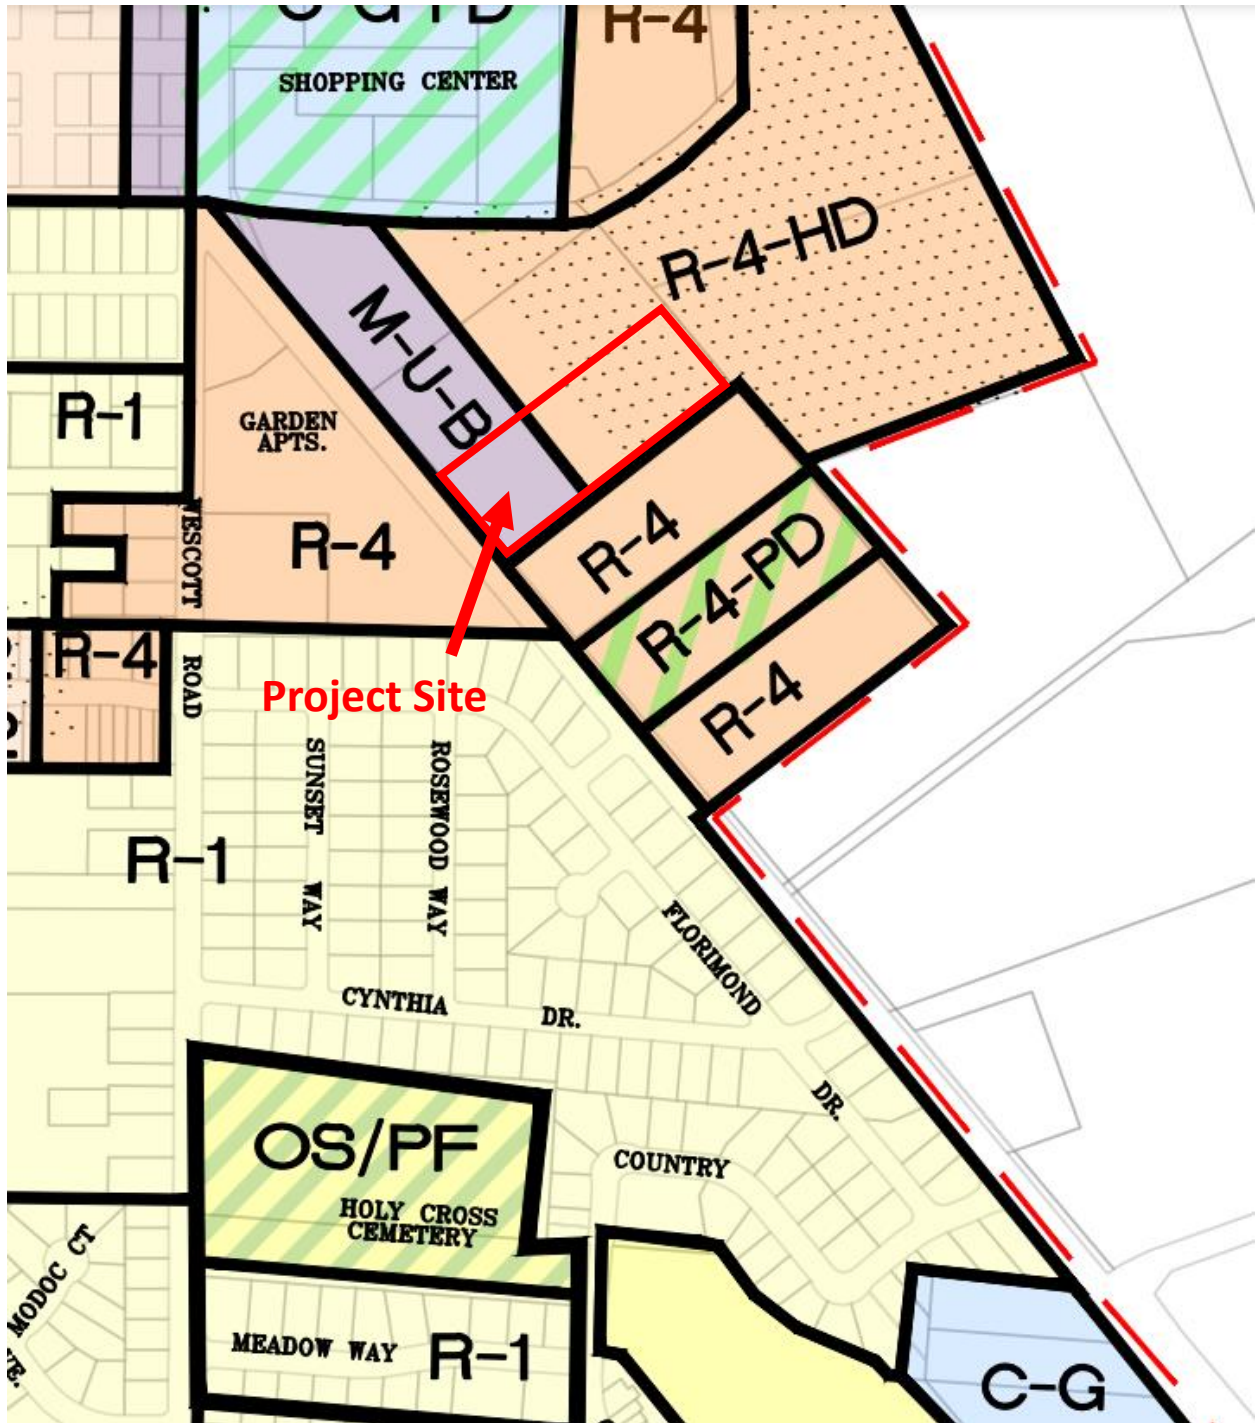 R-4
SHOPPING CENTER
R-4-HD
M-U-B
R-1
GARDEN
APTS.
WESCOTT
R-4
R-4
R-4-PD
R-4
R-4
ROAD
Project Site
SUNSET WAY
ROSEWOOD WAY
R-1
FLORIMOND
CYNTHIA DR.
DR.
OS/PF
HOLY CROSS
CEMETERY
COUNTRY
MODOC CT
MEADOW WAY
R-1
C-G